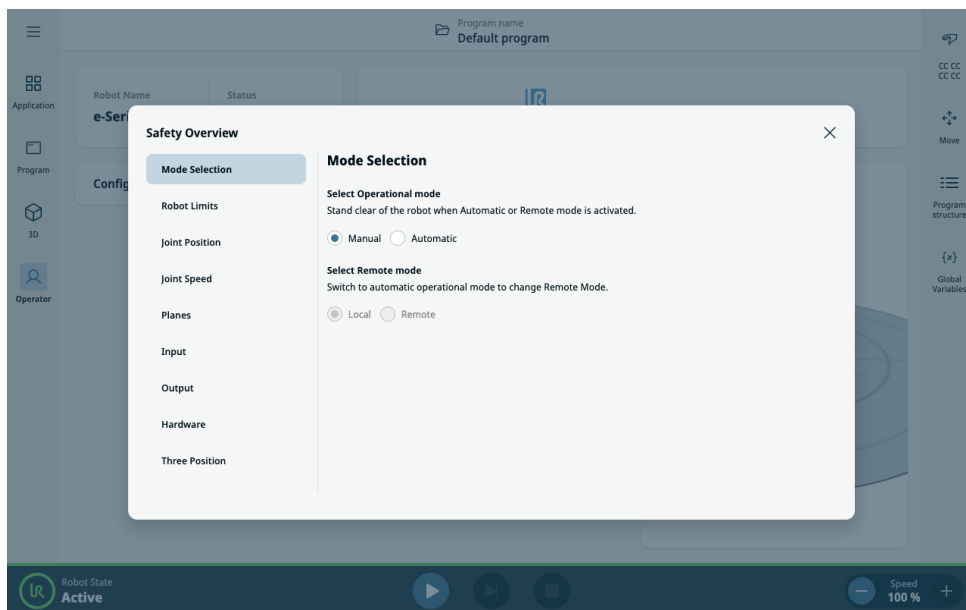 Program name
Default program
Application
Program
3D
Operator
Robot Name
Status
e-Seri
Config
Safety Overview
Mode Selection
Robot Limits
Joint Position
Joint Speed
Planes
Input
Output
Hardware
Three Position
Mode Selection
Select Operational mode
Stand clear of the robot when Automatic or Remote mode is activated.
Manual Automatic
Select Remote mode
Switch to automatic operational mode to change Remote Mode.
Local Remote
CC CC
CC CC
Move
Program
structure
{x}
Global
Variables
Robot State
Active
Speed
100 %